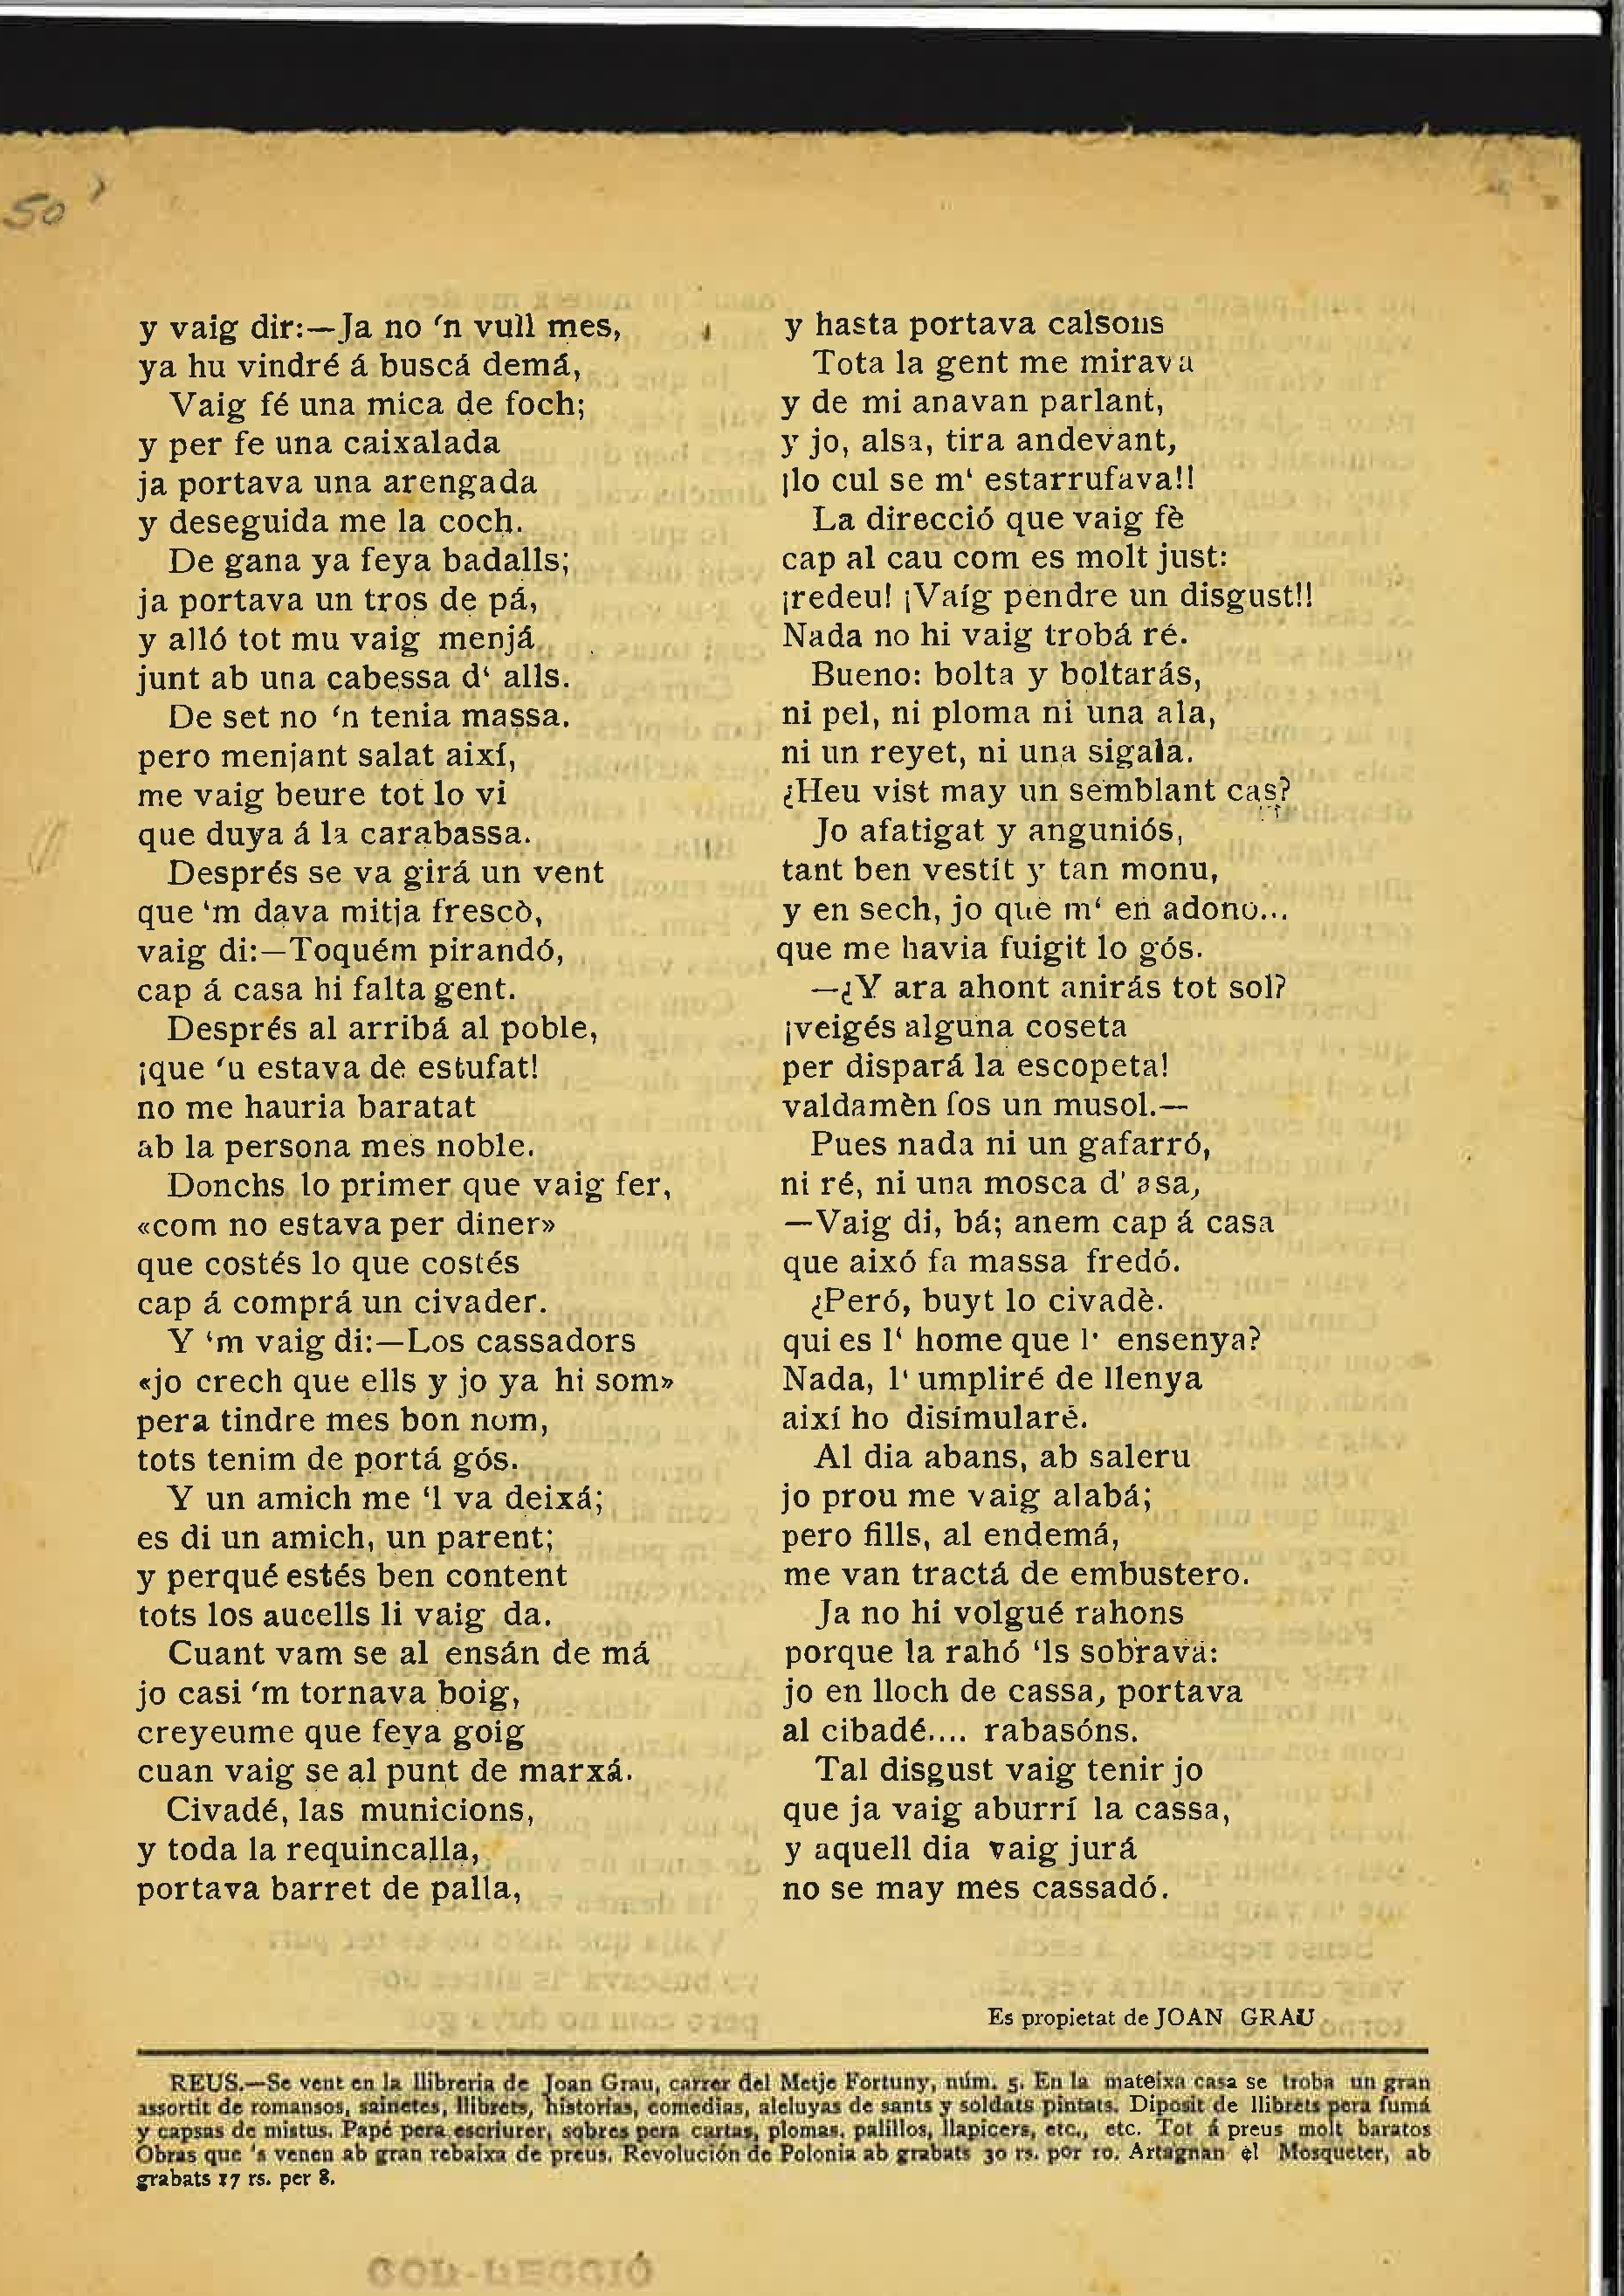 50
y vaig dir:—Ja no 'n vull mes,
ya hu vindré á buscá demá,
Vaig fé una mica de foch;
y per fe una caixalada
ja portava una arengada
y deseguida me la coch.
De gana ya feya badalls;
ja portava un tros de pá,
y alló tot mu vaig menjá
junt ab una cabessa d‘ alls.
De set no 'n tenia massa.
pero menjant salat així,
me vaig beure tot lo vi
que duya á la carabassa.
Després se va girá un vent
que ‘m dava mitja frescò,
vaig di:—Toquém pirandó,
cap á casa hi falta gent.
Després al arribá al poble,
¡que 'u estava de estufat!
no me hauria baratat
ab la persona mes noble.
Donchs lo primer que vaig fer,
«com no estava per diner»
que costés lo que costés
cap á comprá un civader.
Y ‘m vaig di:—Los cassadors
«jo crech que ells y jo ya hi som»
pera tindre mes bon nom,
tots tenim de portá gós.
Y un amich me ‘l va deixá;
es di un amich, un parent;
y perqué estés ben content
tots los aucells li vaig da.
Cuant vam se al ensán de má
jo casi 'm tornava boig,
creyeume que feya goig
cuan vaig se al punt de marxá.
Civadé, las municions,
y toda la requincalla,
portava barret de palla,
y hasta portava calsons
Tota la gent me mirava
y de mi anavan parlant,
y jo, alsa, tira andevant,
¡lo cul se m‘ estarrufava!!
La direcció que vaig fè
cap al cau com es molt just:
¡redeu! ¡Vaíg pendre un disgust!!
Nada no hi vaig trobá ré.
Bueno: bolta y boltarás,
ni pel, ni ploma ni una ala,
ni un reyet, ni una sigala.
¿Heu vist may un semblant cas?
Jo afatigat y anguniós,
tant ben vestit y tan monu,
y en sech, jo que m‘ en adono...
que me havia fuigit lo gós.
—¿Y ara ahont anirás tot sol?
¡veigés alguna coseta
per dispará la escopeta!
valdamèn fos un musol.—
Pues nada ni un gafarró,
ni ré, ni una mosca d' asa,
—Vaig di, bá; anem cap á casa
que aixó fa massa fredó.
¿Peró, buyt lo civadè.
qui es l‘ home que l' ensenya?
Nada, l‘ umpliré de llenya
així ho disimularé.
Al dia abans, ab saleru
jo prou me vaig alabá;
pero fills, al endemá,
me van tractá de embustero.
Ja no hi volgué rahons
porque la rahó ‘ls sobrava:
jo en lloch de cassa, portava
al cibadé.... rabasóns.
Tal disgust vaig tenir jo
que ja vaig aburrí la cassa,
y aquell dia vaig jurá
no se may mes cassadó.
Es propietat de JOAN GRAU
REUS.—Se vent en la llibreria de Joan Grau, carrer del Metje Fortuny, núm. 5. En la mateixa casa se troba un gran
assortit de romansos, sainetes, llibrets, historias, comedias, aleluyas de sants y soldats pintats. Diposit de llibrets pera fumá
y capsas de mistus. Papé pera escriurer, sobres pera cartas, plomas, palillos, llapicers, etc., etc. Tot á preus molt baratos
Obras que 's venen ab gran rebaixa de preus. Revolución de Polonia ab grabats 30 rs. por 10. Artagnan el Mosqueter, ab
grabats 17 rs. per 8.
COL·LECCIÓ